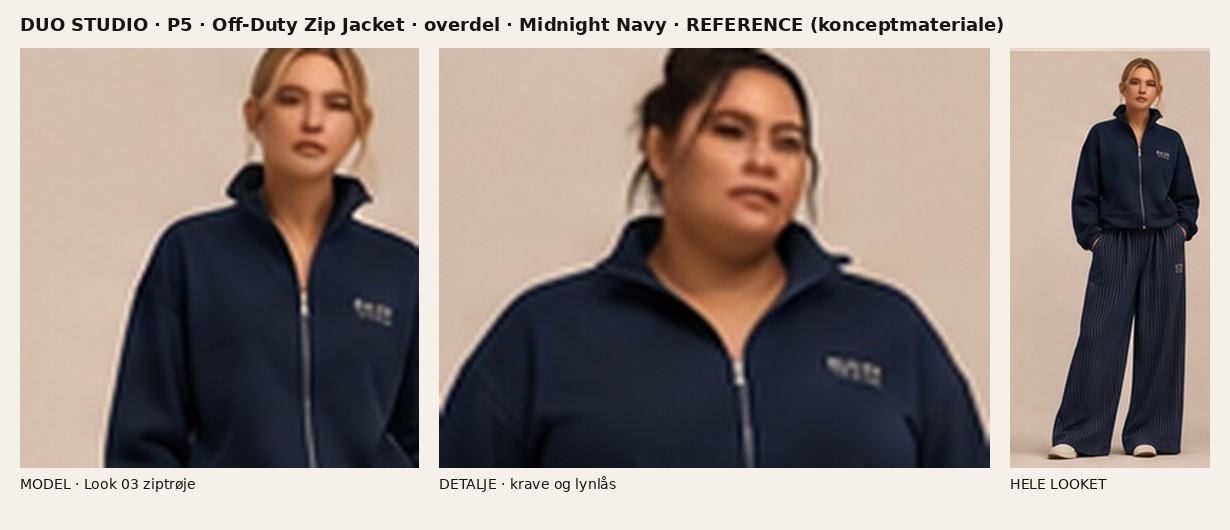 DUO STUDIO · P5 · Off-Duty Zip Jacket · overdel · Midnight Navy · REFERENCE (konceptmateriale)
MODEL · Look 03 ziptrøje
DETALJE · krave og lynlås
HELE LOOKET